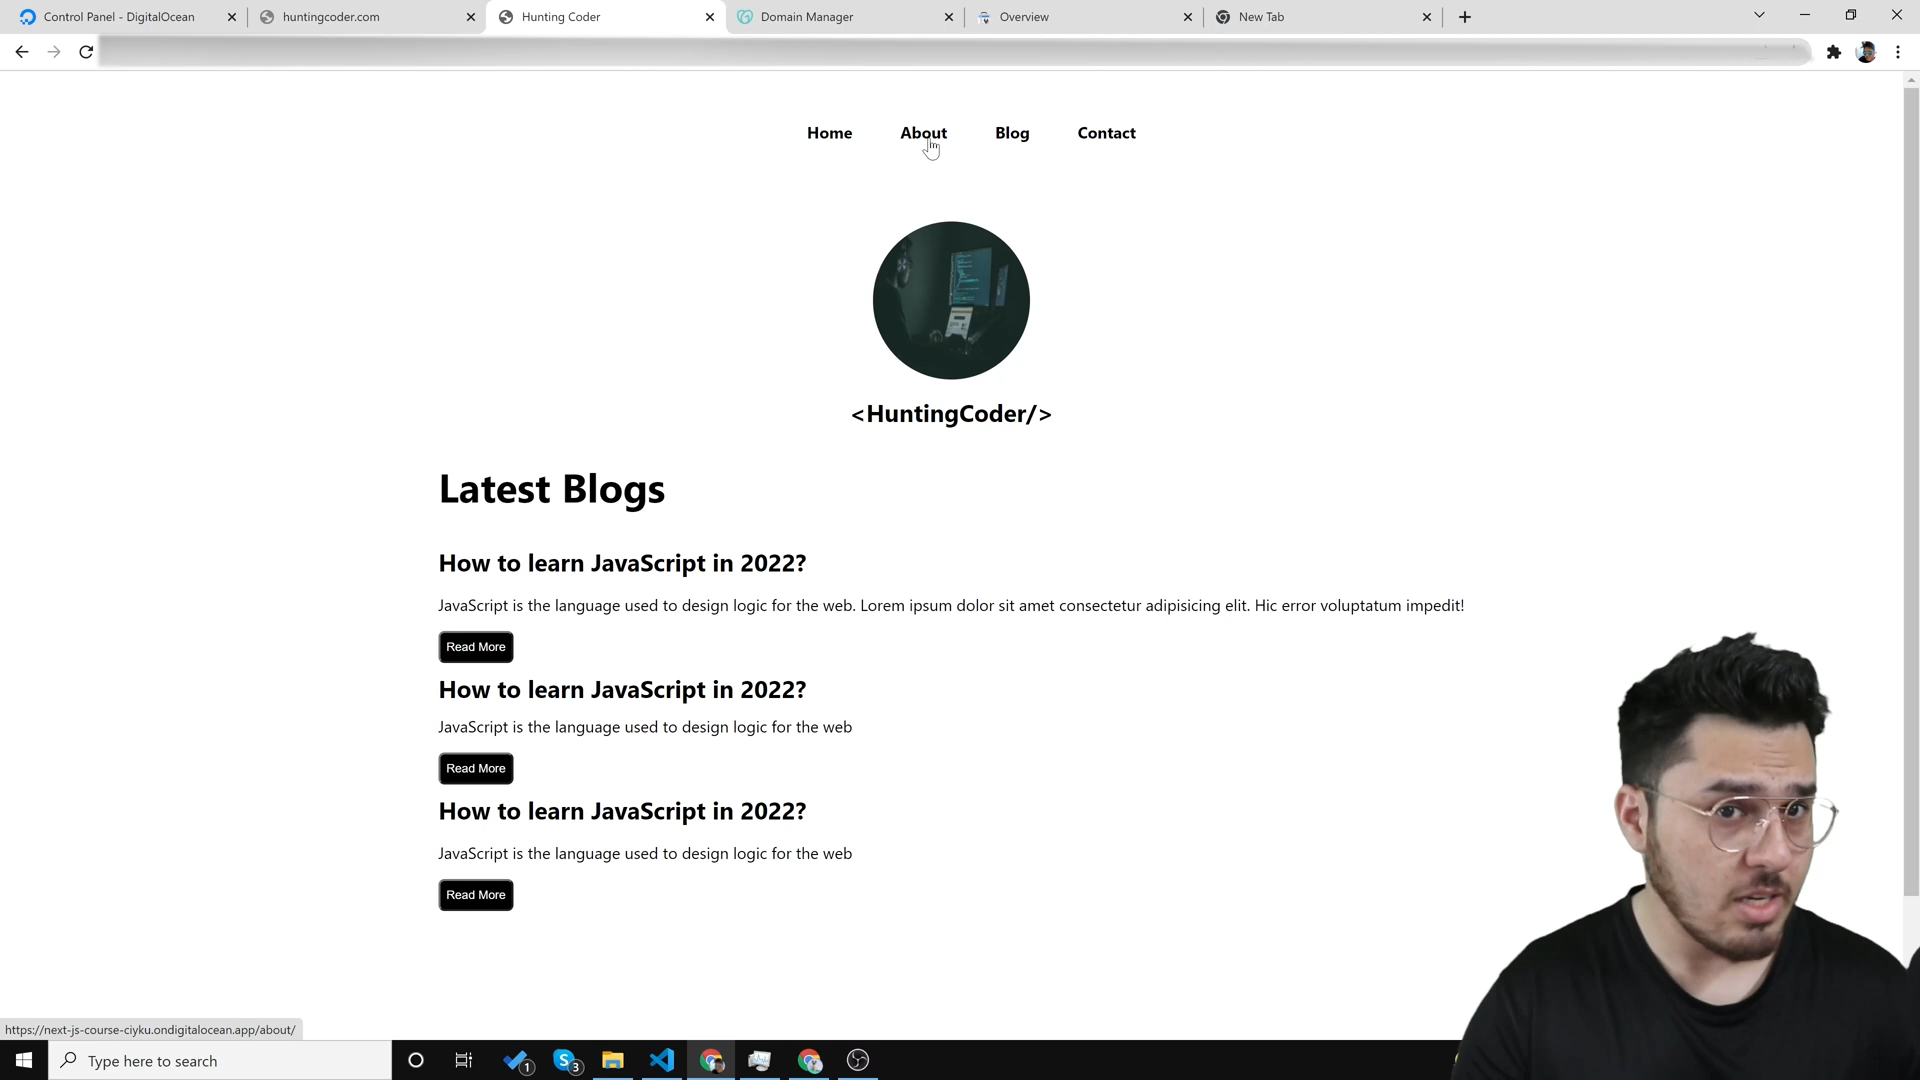 Control Panel - DigitalOcean
huntingcoder.com
Hunting Coder
Domain Manager
Overview
New Tab
Home About Blog Contact
<HuntingCoder/>
Latest Blogs
How to learn JavaScript in 2022?
JavaScript is the language used to design logic for the web. Lorem ipsum dolor sit amet consectetur adipisicing elit. Hic error voluptatum impedit!
Read More
How to learn JavaScript in 2022?
JavaScript is the language used to design logic for the web
Read More
How to learn JavaScript in 2022?
JavaScript is the language used to design logic for the web
Read More
https://next-js-course-ciyku.ondigitalocean.app/about/
Type here to search
1
S
3